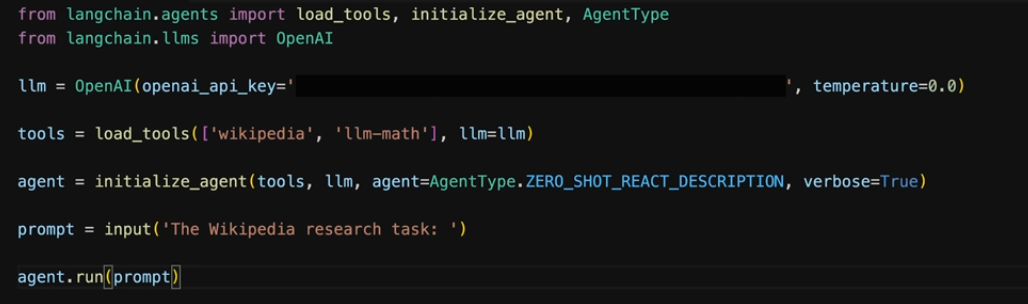 from langchain.agents import load_tools, initialize_agent, AgentType
from langchain.llms import OpenAI
llm = OpenAI(openai_api_key='', temperature=0.0)
tools = load_tools(['wikipedia', 'llm-math'], llm=llm)
agent = initialize_agent(tools, llm, agent=AgentType.ZERO_SHOT_REACT_DESCRIPTION, verbose=True)
prompt = input('The Wikipedia research task: ')
agent.run(prompt)